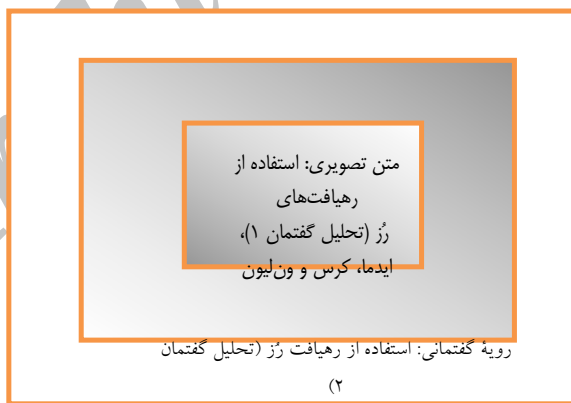 متن تصویری: استفاده از
رهیافت‌های
رُز (تحلیل گفتمان ۱)،
ایدما، کرس و ون‌لیون
رویۀ گفتمانی: استفاده از رهیافت رُز (تحلیل گفتمان
۲)